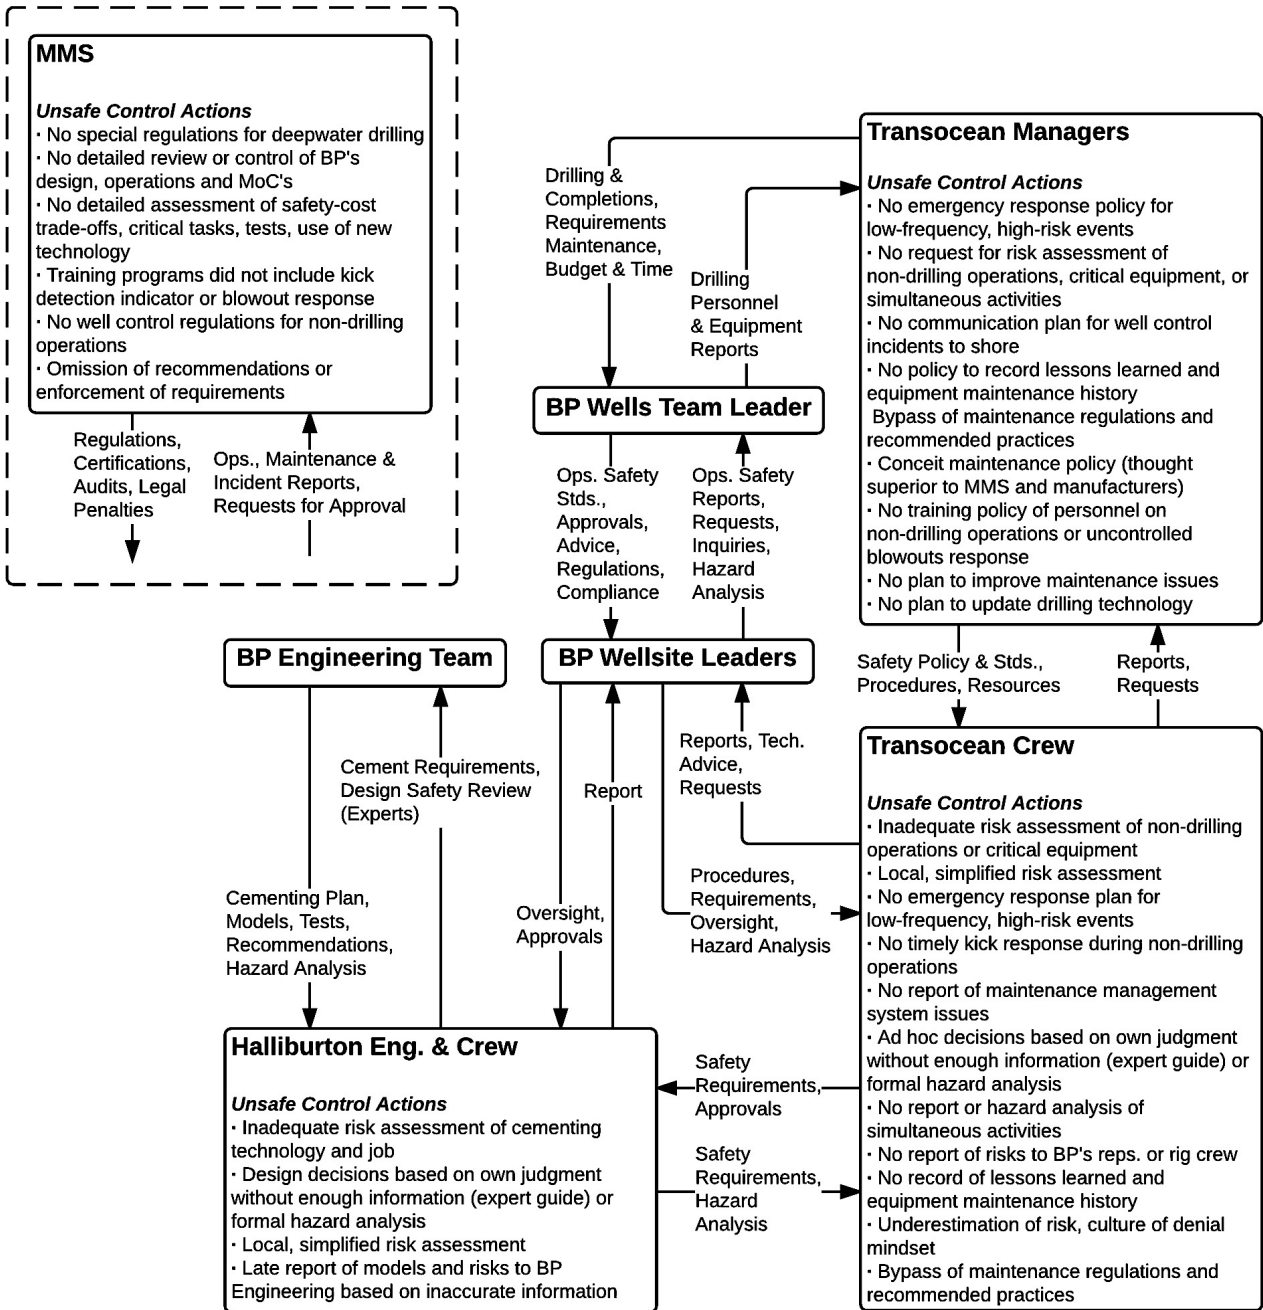 MMS
Unsafe Control Actions
· No special regulations for deepwater drilling
· No detailed review or control of BP's
design, operations and MoC's
· No detailed assessment of safety-cost
trade-offs, critical tasks, tests, use of new
technology
· Training programs did not include kick
detection indicator or blowout response
· No well control regulations for non-drilling
operations
· Omission of recommendations or
enforcement of requirements
Regulations,
Certifications,
Audits, Legal
Penalties
Ops., Maintenance &
Incident Reports,
Requests for Approval
Drilling &
Completions,
Requirements
Maintenance,
Budget & Time
Drilling
Personnel
& Equipment
Reports
Transocean Managers
Unsafe Control Actions
· No emergency response policy for
low-frequency, high-risk events
· No request for risk assessment of
non-drilling operations, critical equipment, or
simultaneous activities
· No communication plan for well control
incidents to shore
· No policy to record lessons learned and
equipment maintenance history
Bypass of maintenance regulations and
recommended practices
· Conceit maintenance policy (thought
superior to MMS and manufacturers)
· No training policy of personnel on
non-drilling operations or uncontrolled
blowouts response
· No plan to improve maintenance issues
· No plan to update drilling technology
BP Wells Team Leader
Ops. Safety
Stds.,
Approvals,
Advice,
Regulations,
Compliance
Ops. Safety
Reports,
Requests,
Inquiries,
Hazard
Analysis
BP Engineering Team
BP Wellsite Leaders
Safety Policy & Stds.,
Procedures, Resources
Reports,
Requests
Cement Requirements,
Design Safety Review
(Experts)
Report
Reports, Tech.
Advice,
Requests
Cementing Plan,
Models, Tests,
Recommendations,
Hazard Analysis
Oversight,
Approvals
Procedures,
Requirements,
Oversight,
Hazard Analysis
Transocean Crew
Unsafe Control Actions
· Inadequate risk assessment of non-drilling
operations or critical equipment
· Local, simplified risk assessment
· No emergency response plan for
low-frequency, high-risk events
· No timely kick response during non-drilling
operations
· No report of maintenance management
system issues
· Ad hoc decisions based on own judgment
without enough information (expert guide) or
formal hazard analysis
· No report or hazard analysis of
simultaneous activities
· No report of risks to BP's reps. or rig crew
· No record of lessons learned and
equipment maintenance history
· Underestimation of risk, culture of denial
mindset
· Bypass of maintenance regulations and
recommended practices
Halliburton Eng. & Crew
Unsafe Control Actions
· Inadequate risk assessment of cementing
technology and job
· Design decisions based on own judgment
without enough information (expert guide) or
formal hazard analysis
· Local, simplified risk assessment
· Late report of models and risks to BP
Engineering based on inaccurate information
Safety
Requirements,
Approvals
Safety
Requirements,
Hazard
Analysis